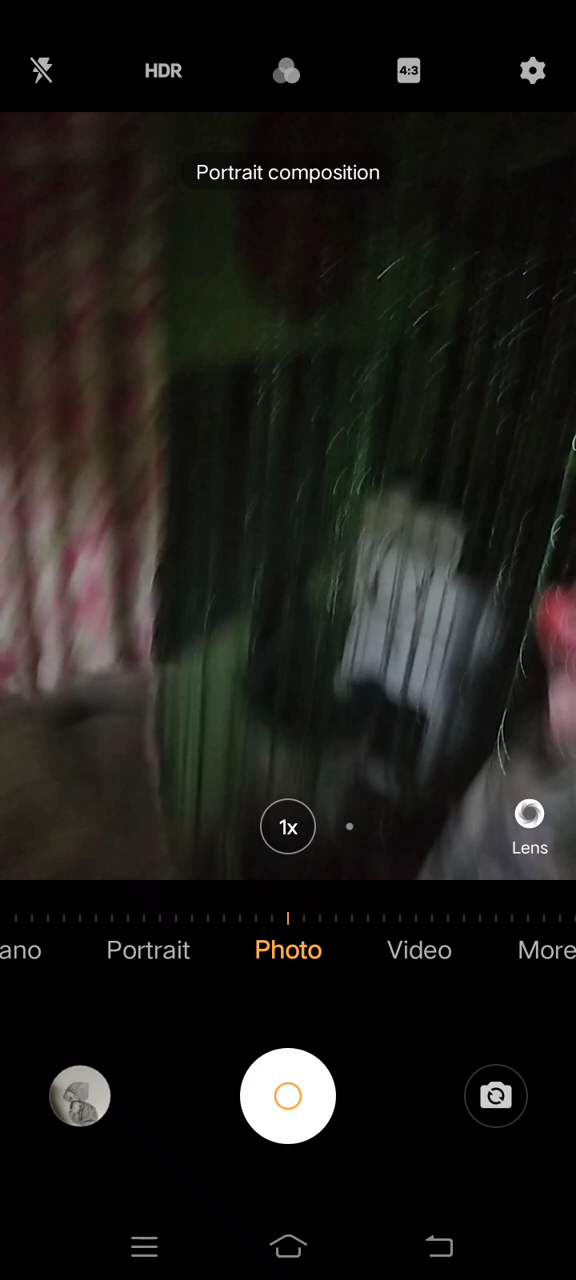 HDR
4:3
Portrait composition
1x
Lens
ano
Portrait
Photo
Video
More